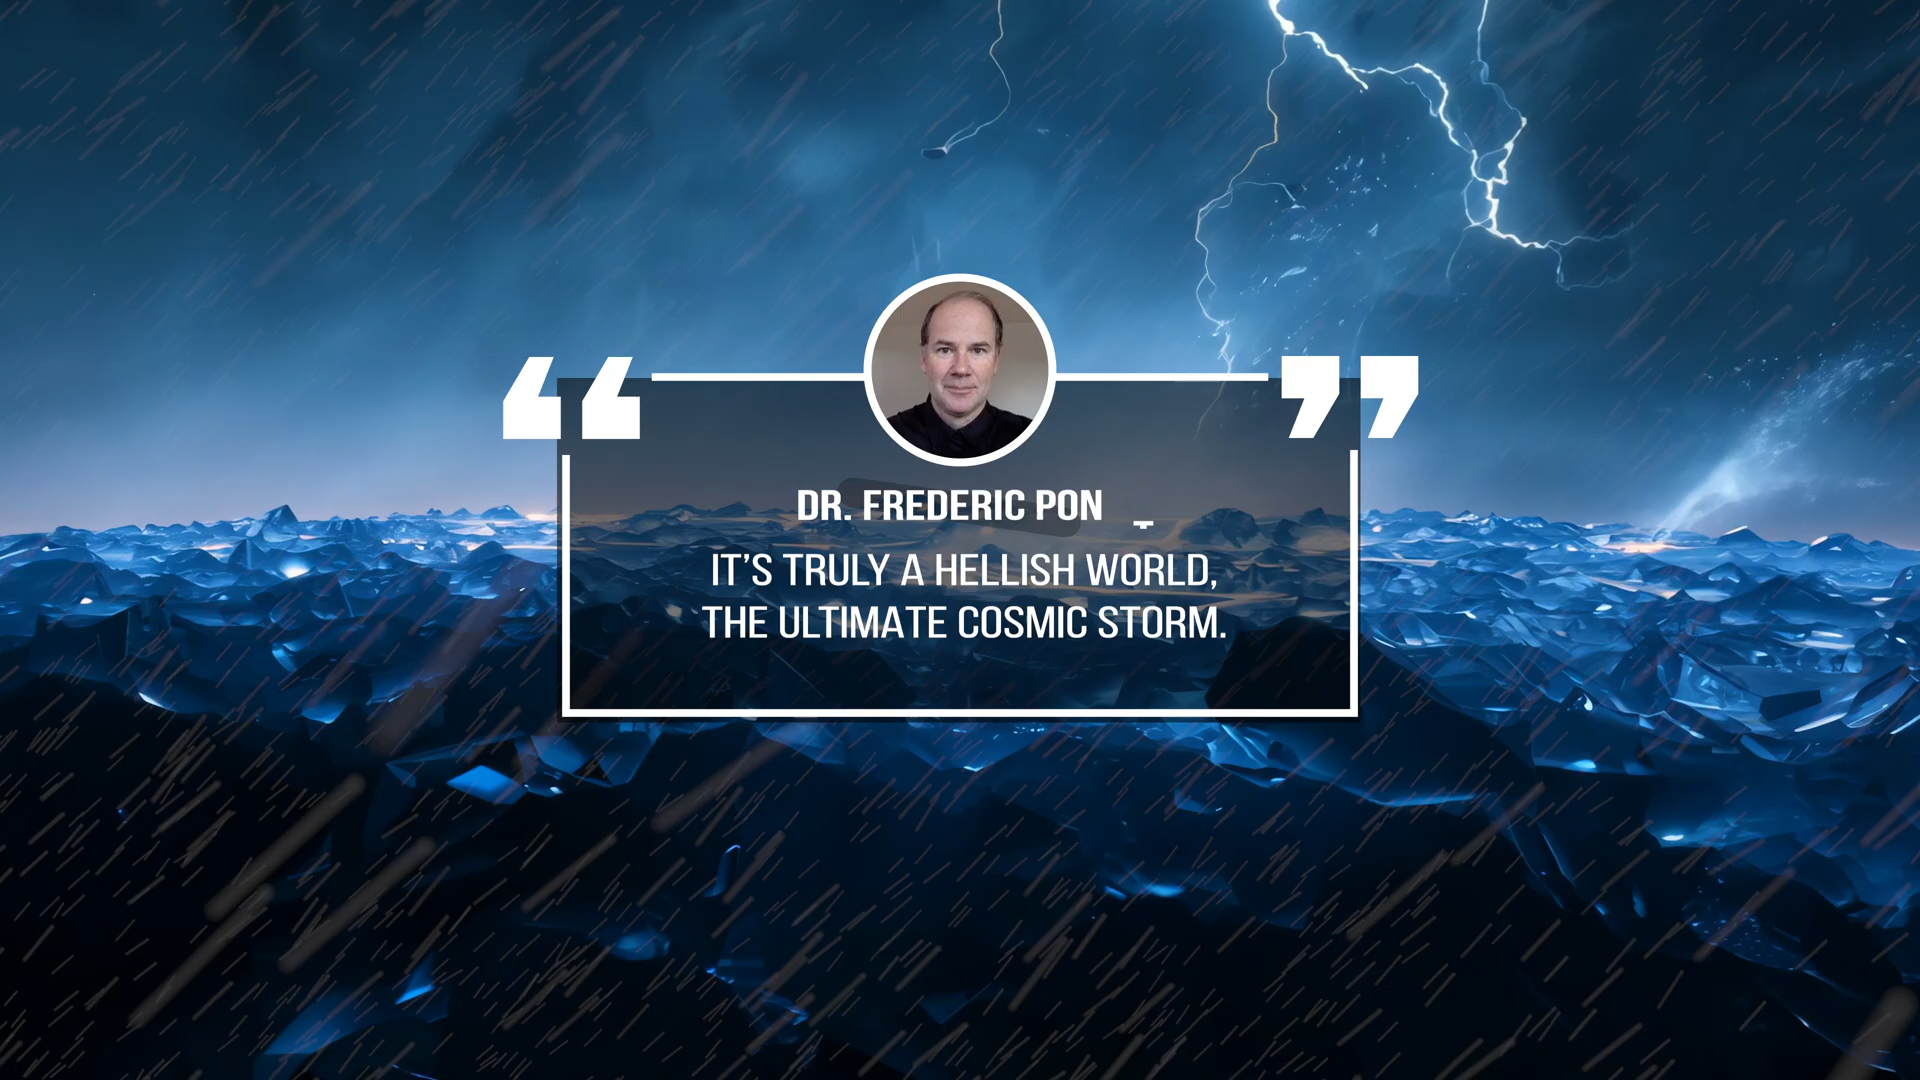 DR. FREDERIC PON
IT’S TRULY A HELLISH WORLD,
THE ULTIMATE COSMIC STORM.